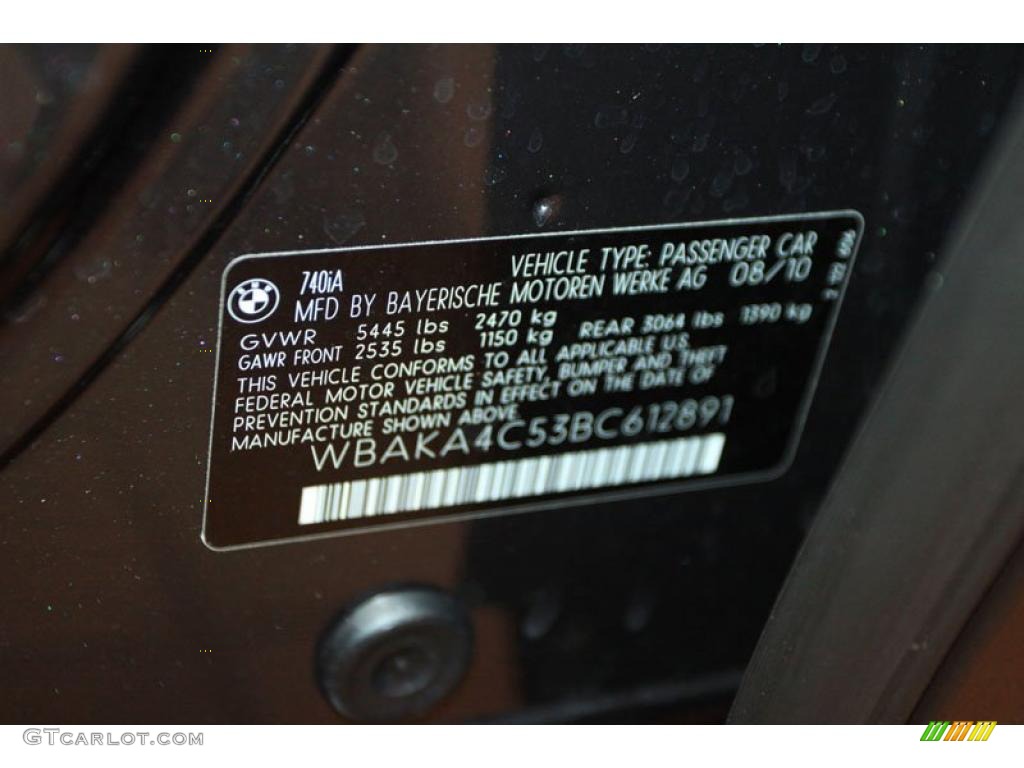 VEHICLE TYPE: PASSENGER CAR
740iA
MFD BY BAYERISCHE MOTOREN WERKE AG 08/10
GVWR 5445 lbs 2470 kg
GAWR FRONT 2535 lbs 1150 kg REAR 3064 lbs 1390 kg
THIS VEHICLE CONFORMS TO ALL APPLICABLE U.S.
FEDERAL MOTOR VEHICLE SAFETY, BUMPER AND THEFT
PREVENTION STANDARDS IN EFFECT ON THE DATE OF
MANUFACTURE SHOWN ABOVE
WBAKA4C53BC612891
GTCARLOT.COM